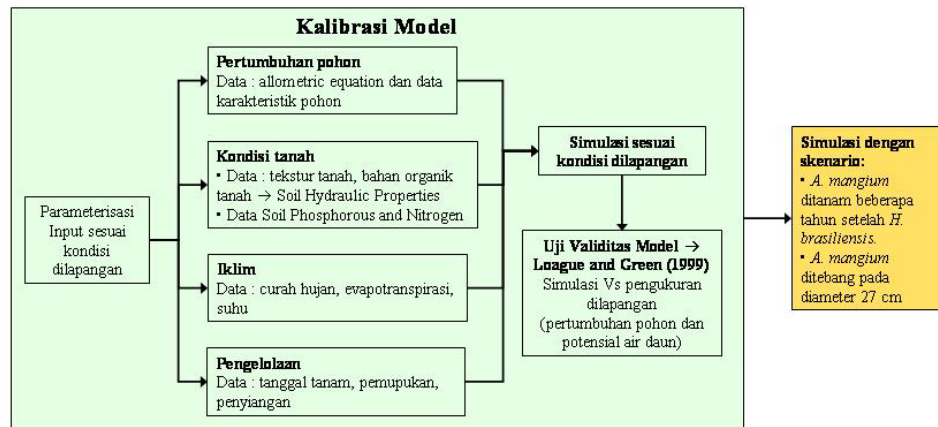 Kalibrasi Model
Parameterisasi
Input sesuai
kondisi
dilapangan
Pertumbuhan pohon
Data : allometric equation dan data
karakteristik pohon
Kondisi tanah
• Data : tekstur tanah, bahan organik
tanah → Soil Hydraulic Properties
• Data Soil Phosphorous and Nitrogen
Iklim
Data : curah hujan, evapotranspirasi,
suhu
Pengelolaan
Data : tanggal tanam, pemupukan,
penyiangan
Simulasi sesuai
kondisi dilapangan
Uji Validitas Model →
Loague and Green (1999)
Simulasi Vs pengukuran
dilapangan
(pertumbuhan pohon dan
potensial air daun)
Simulasi dengan
skenario:
• A. mangium
ditanam beberapa
tahun setelah H.
brasiliensis.
• A. mangium
ditebang pada
diameter 27 cm